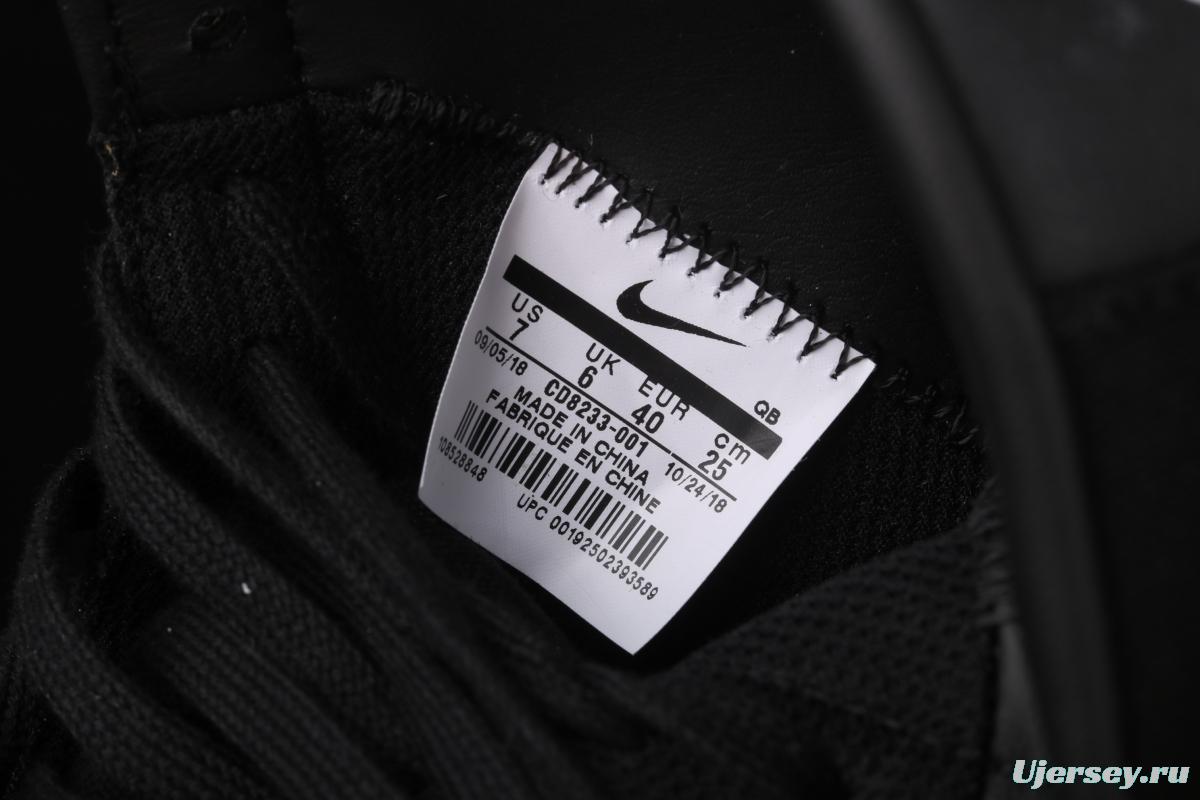 QB
US UK EUR cm
7 6 40 25
09/05/18 CD8233-001 10/24/18
MADE IN CHINA
FABRIQUE EN CHINE
108528848
UPC 00192502393589
Ujersey.ru